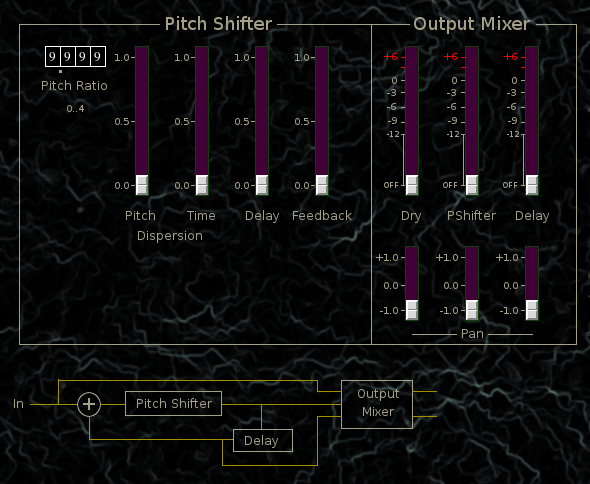 Pitch Shifter
Output Mixer
9 9 9 9
Pitch Ratio
0..4
1.0 1.0 1.0 1.0
0.5 0.5 0.5 0.5
0.0 0.0 0.0 0.0
Pitch Time Delay Feedback
Dispersion
+6 +6 +6
0 0 0
-3 -3 -3
-6 -6 -6
-9 -9 -9
-12 -12 -12
OFF OFF OFF
Dry PShifter Delay
+1.0 +1.0 +1.0
0.0 0.0 0.0
-1.0 -1.0 -1.0
Pan
In
+
Pitch Shifter
Output
Mixer
Delay